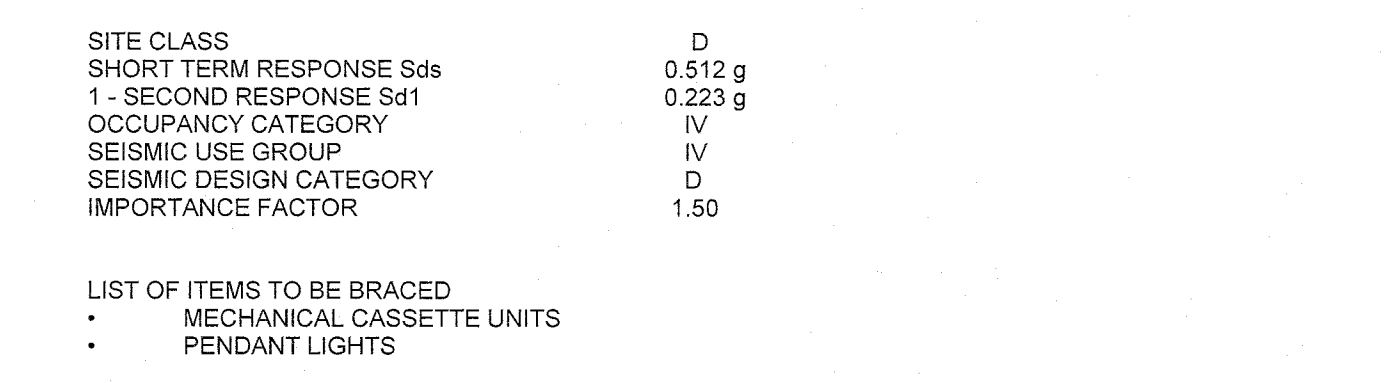 SITE CLASS D
SHORT TERM RESPONSE Sds 0.512 g
1 - SECOND RESPONSE Sd1 0.223 g
OCCUPANCY CATEGORY IV
SEISMIC USE GROUP IV
SEISMIC DESIGN CATEGORY D
IMPORTANCE FACTOR 1.50
LIST OF ITEMS TO BE BRACED
• MECHANICAL CASSETTE UNITS
• PENDANT LIGHTS